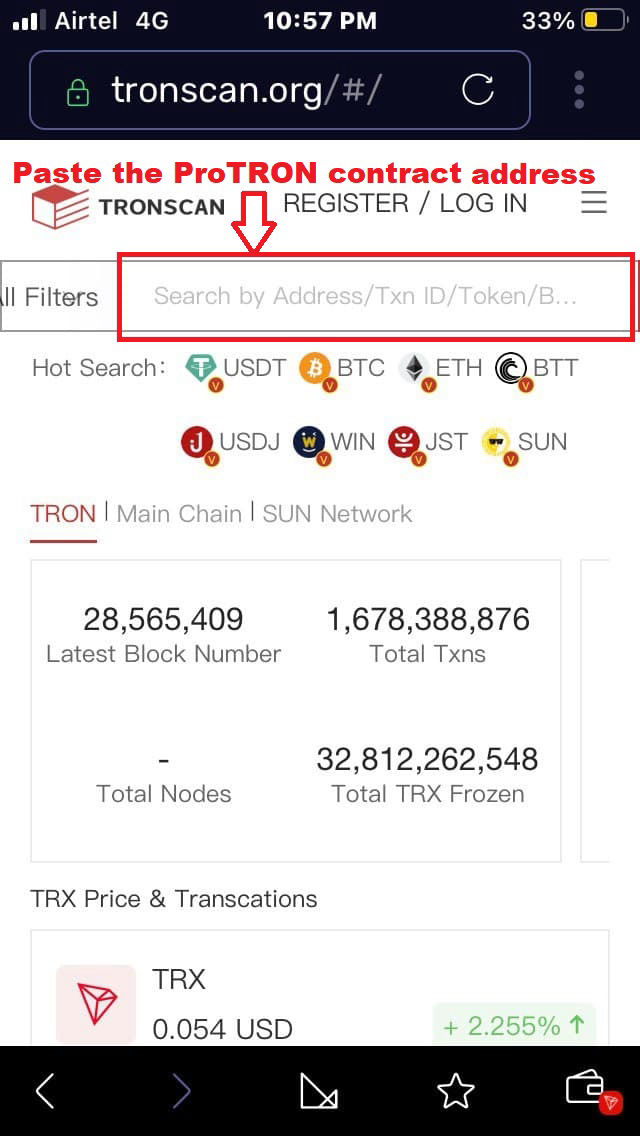 Airtel 4G 10:57 PM 33%
tronscan.org/#/
Paste the ProTRON contract address
TRONSCAN REGISTER / LOG IN
ll Filters Search by Address/Txn ID/Token/B...
Hot Search: USDT BTC ETH BTT
USDJ WIN JST SUN
TRON | Main Chain | SUN Network
28,565,409 1,678,388,876
Latest Block Number Total Txns
- 32,812,262,548
Total Nodes Total TRX Frozen
TRX Price & Transcations
TRX
0.054 USD + 2.255% ↑